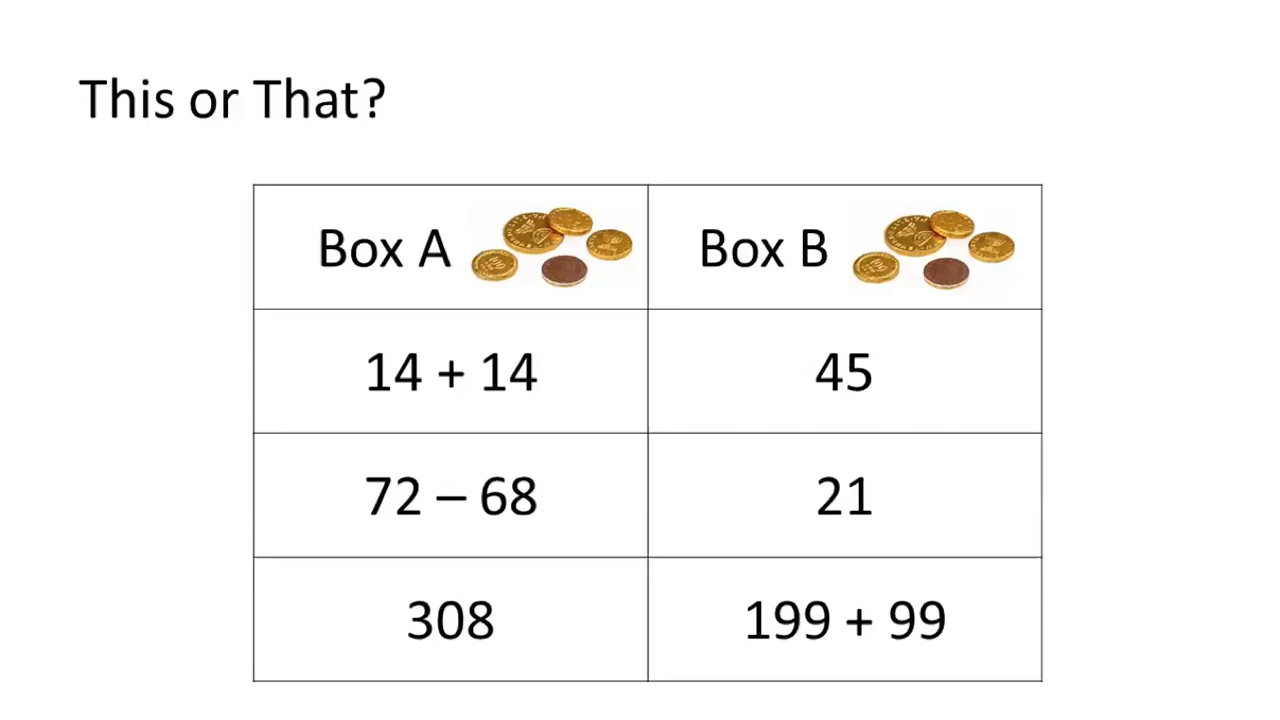 This or That?
Box A
Box B
14 + 14
45
72 – 68
21
308
199 + 99